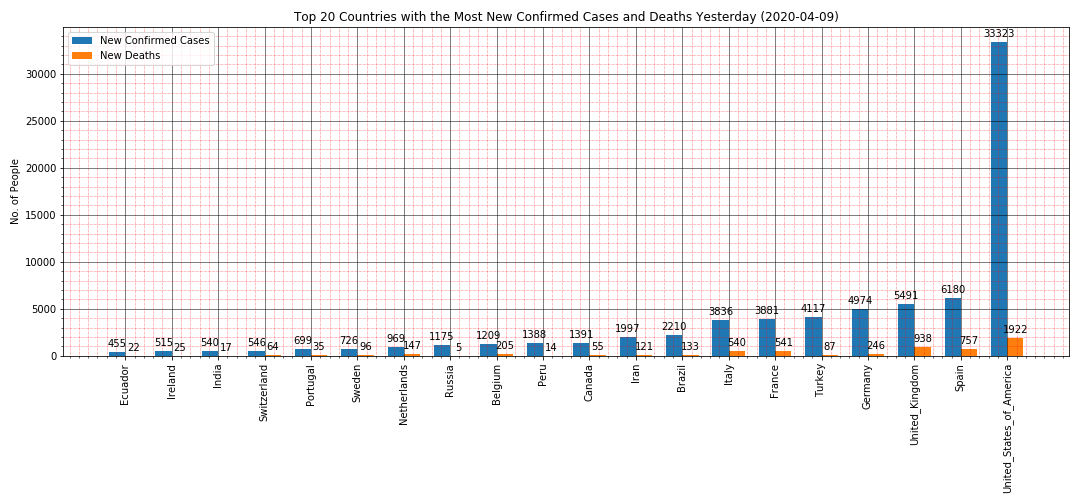 Top 20 Countries with the Most New Confirmed Cases and Deaths Yesterday (2020-04-09)
New Confirmed Cases
New Deaths
No. of People
30000
25000
20000
15000
10000
5000
0
455 22
515 25
540 17
546 64
699 35
726 96
969 147
1175 5
1209 205
1388 14
1391 55
1997 121
2210 133
3836 540
3881 541
4117 87
4974 246
5491 938
6180 757
33323 1922
Ecuador
Ireland
India
Switzerland
Portugal
Sweden
Netherlands
Russia
Belgium
Peru
Canada
Iran
Brazil
Italy
France
Turkey
Germany
United_Kingdom
Spain
United_States_of_America